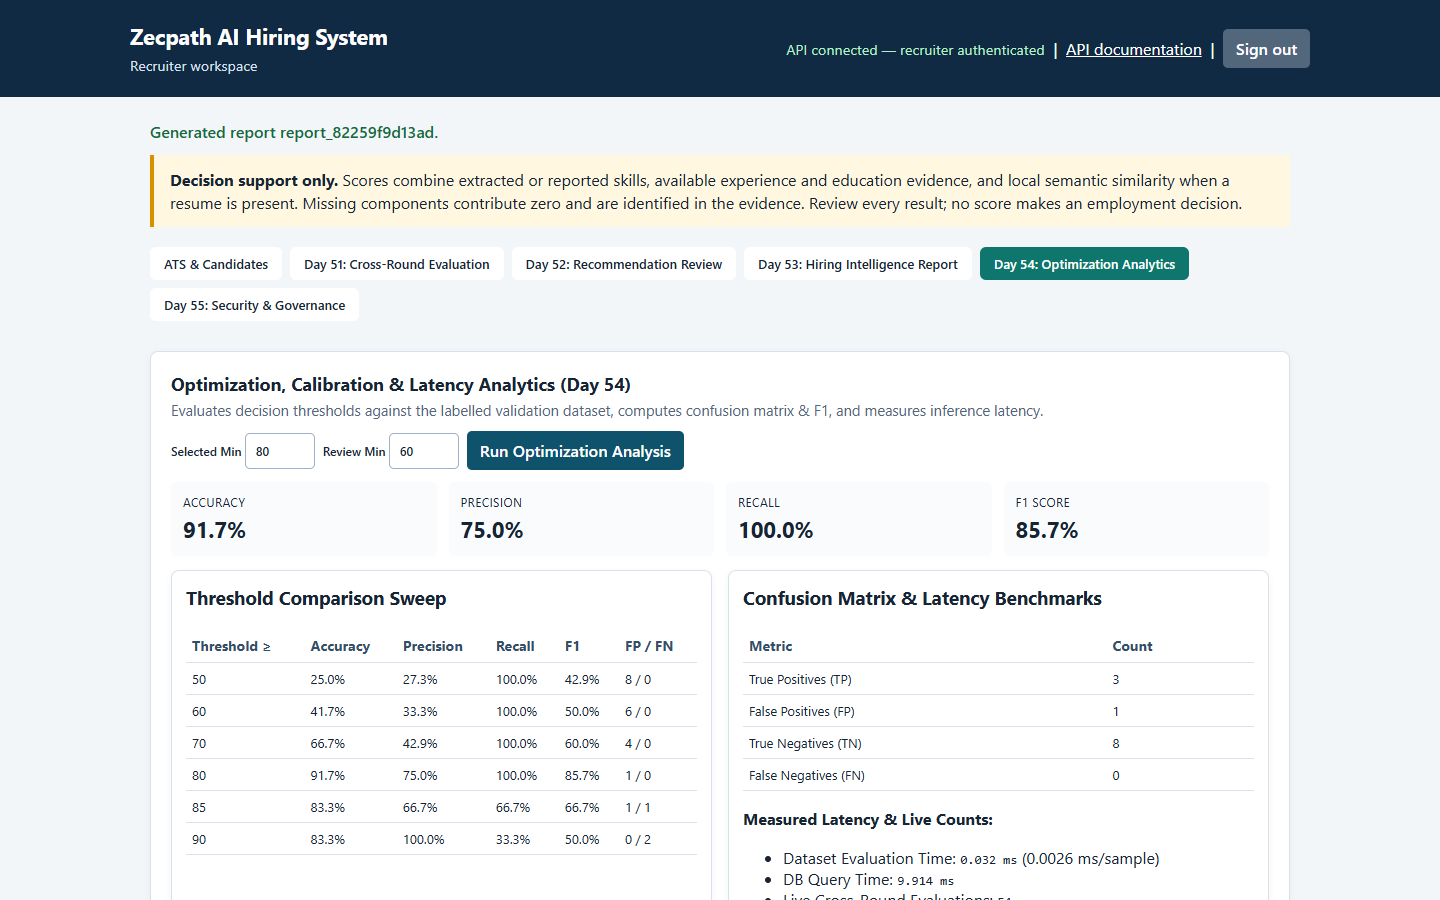 Zecpath AI Hiring System
Recruiter workspace
API connected — recruiter authenticated | API documentation | Sign out
Generated report report_82259f9d13ad.
Decision support only. Scores combine extracted or reported skills, available experience and education evidence, and local semantic similarity when a
resume is present. Missing components contribute zero and are identified in the evidence. Review every result; no score makes an employment decision.
ATS & Candidates
Day 51: Cross-Round Evaluation
Day 52: Recommendation Review
Day 53: Hiring Intelligence Report
Day 54: Optimization Analytics
Day 55: Security & Governance
Optimization, Calibration & Latency Analytics (Day 54)
Evaluates decision thresholds against the labelled validation dataset, computes confusion matrix & F1, and measures inference latency.
Selected Min 80 Review Min 60 Run Optimization Analysis
ACCURACY
91.7%
PRECISION
75.0%
RECALL
100.0%
F1 SCORE
85.7%
Threshold Comparison Sweep
Threshold ≥ Accuracy Precision Recall F1 FP / FN
50 25.0% 27.3% 100.0% 42.9% 8 / 0
60 41.7% 33.3% 100.0% 50.0% 6 / 0
70 66.7% 42.9% 100.0% 60.0% 4 / 0
80 91.7% 75.0% 100.0% 85.7% 1 / 0
85 83.3% 66.7% 66.7% 66.7% 1 / 1
90 83.3% 100.0% 33.3% 50.0% 0 / 2
Confusion Matrix & Latency Benchmarks
Metric Count
True Positives (TP) 3
False Positives (FP) 1
True Negatives (TN) 8
False Negatives (FN) 0
Measured Latency & Live Counts:
Dataset Evaluation Time: 0.032 ms (0.0026 ms/sample)
DB Query Time: 9.914 ms
Live Cross-Round Evaluations: 54